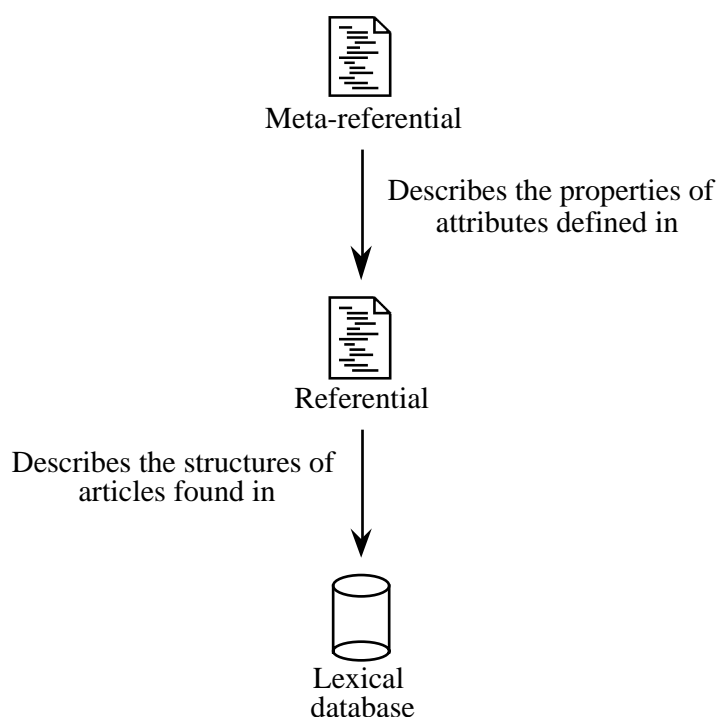 Meta-referential
Describes the properties of
attributes defined in
Referential
Describes the structures of
articles found in
Lexical
database